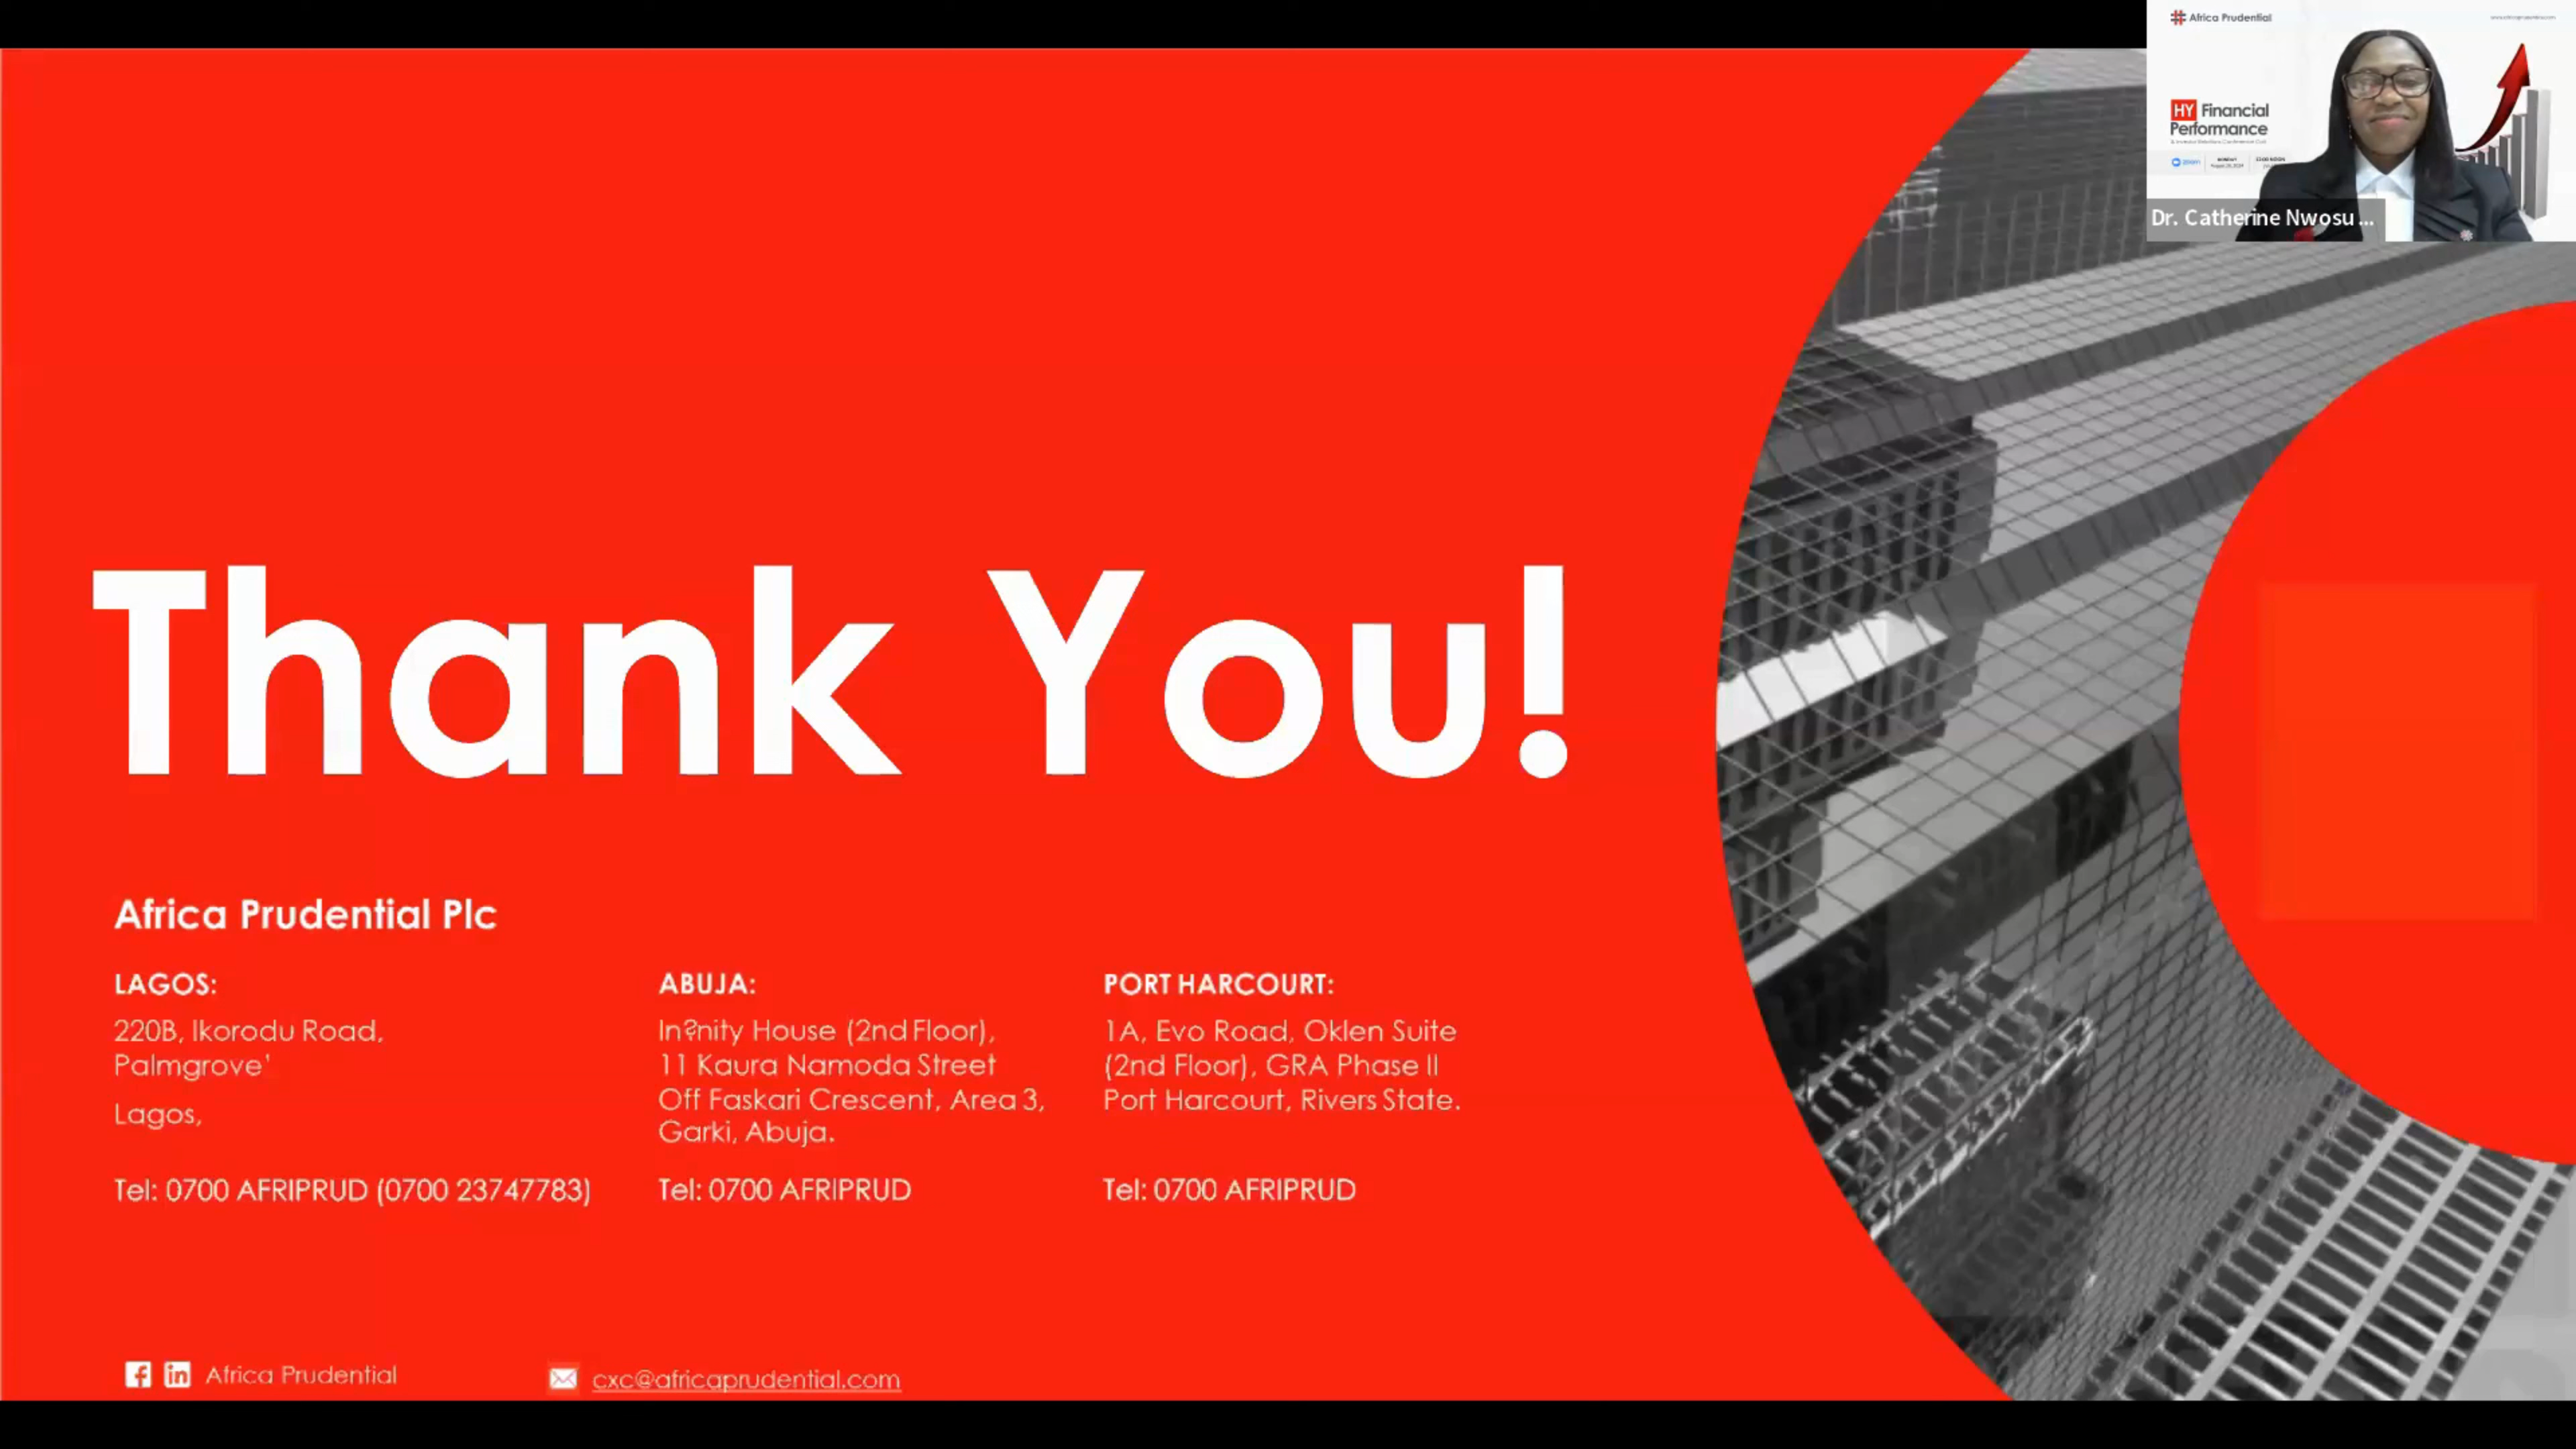 Africa Prudential
HY Financial
Performance
Dr. Catherine Nwosu ...
Thank You!
Africa Prudential Plc
LAGOS:
220B, Ikorodu Road,
Palmgrove'
Lagos,
Tel: 0700 AFRIPRUD (0700 23747783)
ABUJA:
In?nity House (2nd Floor),
11 Kaura Namoda Street
Off Faskari Crescent, Area 3,
Garki, Abuja.
Tel: 0700 AFRIPRUD
PORT HARCOURT:
1A, Evo Road, Oklen Suite
(2nd Floor), GRA Phase II
Port Harcourt, Rivers State.
Tel: 0700 AFRIPRUD
Africa Prudential
cxc@africaprudential.com